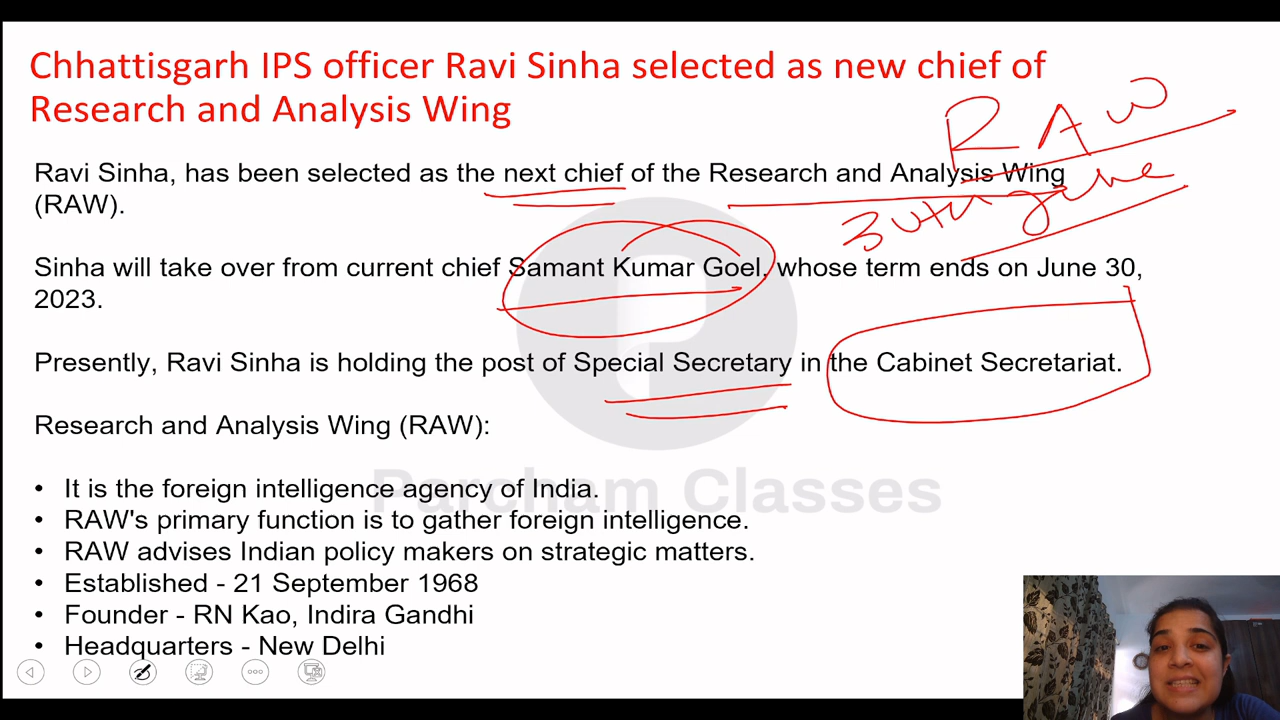 Chhattisgarh IPS officer Ravi Sinha selected as new chief of
Research and Analysis Wing
RAW
Ravi Sinha, has been selected as the next chief of the Research and Analysis Wing
(RAW).
Sinha will take over from current chief Samant Kumar Goel, whose term ends on June 30,
2023.
Presently, Ravi Sinha is holding the post of Special Secretary in the Cabinet Secretariat.
Research and Analysis Wing (RAW):
Parcham Classes
• It is the foreign intelligence agency of India.
• RAW's primary function is to gather foreign intelligence.
• RAW advises Indian policy makers on strategic matters.
• Established - 21 September 1968
• Founder - RN Kao, Indira Gandhi
• Headquarters - New Delhi